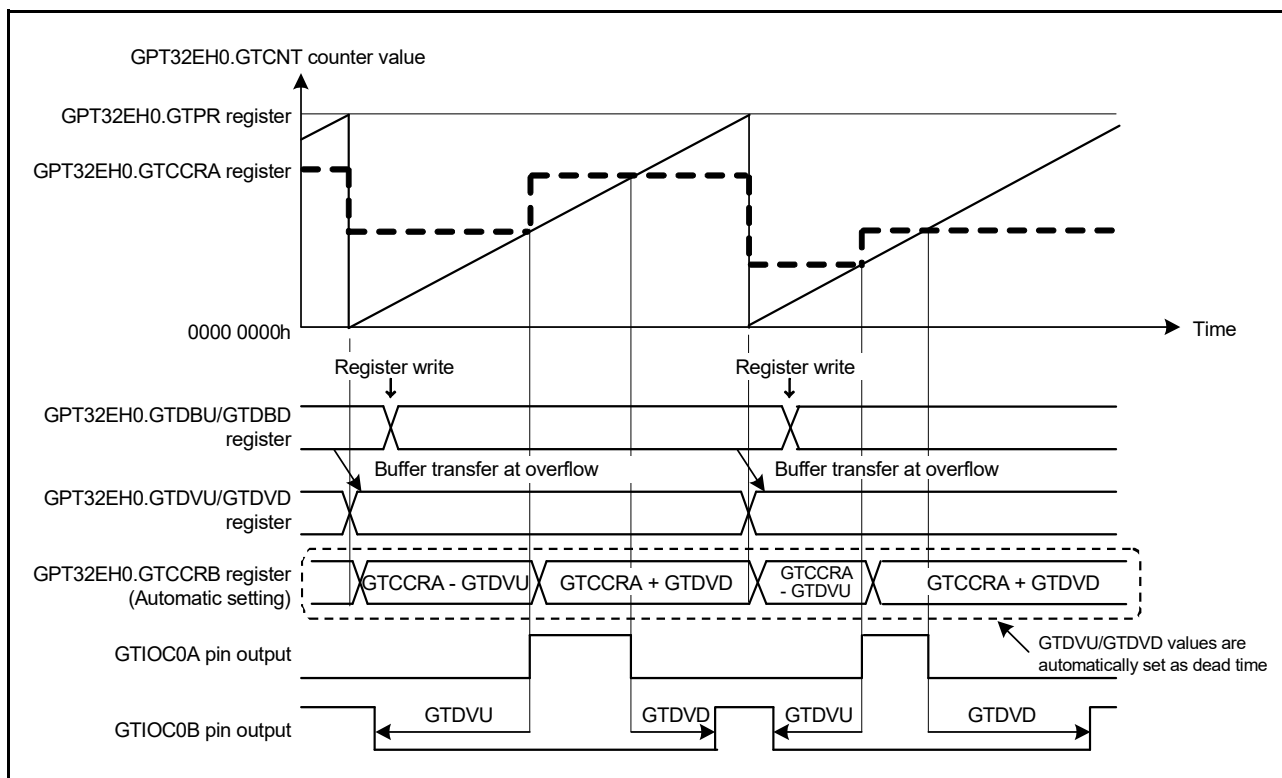 GPT32EH0.GTCNT counter value
GPT32EH0.GTPR register
GPT32EH0.GTCCRA register
0000 0000h
Time
Register write
Register write
GPT32EH0.GTDBU/GTDBD
register
Buffer transfer at overflow
Buffer transfer at overflow
GPT32EH0.GTDVU/GTDVD
register
GPT32EH0.GTCCRB register
(Automatic setting)
GTCCRA - GTDVU
GTCCRA + GTDVD
GTCCRA
- GTDVU
GTCCRA + GTDVD
GTDVU/GTDVD values are
automatically set as dead time
GTIOC0A pin output
GTIOC0B pin output
GTDVU
GTDVD
GTDVU
GTDVD